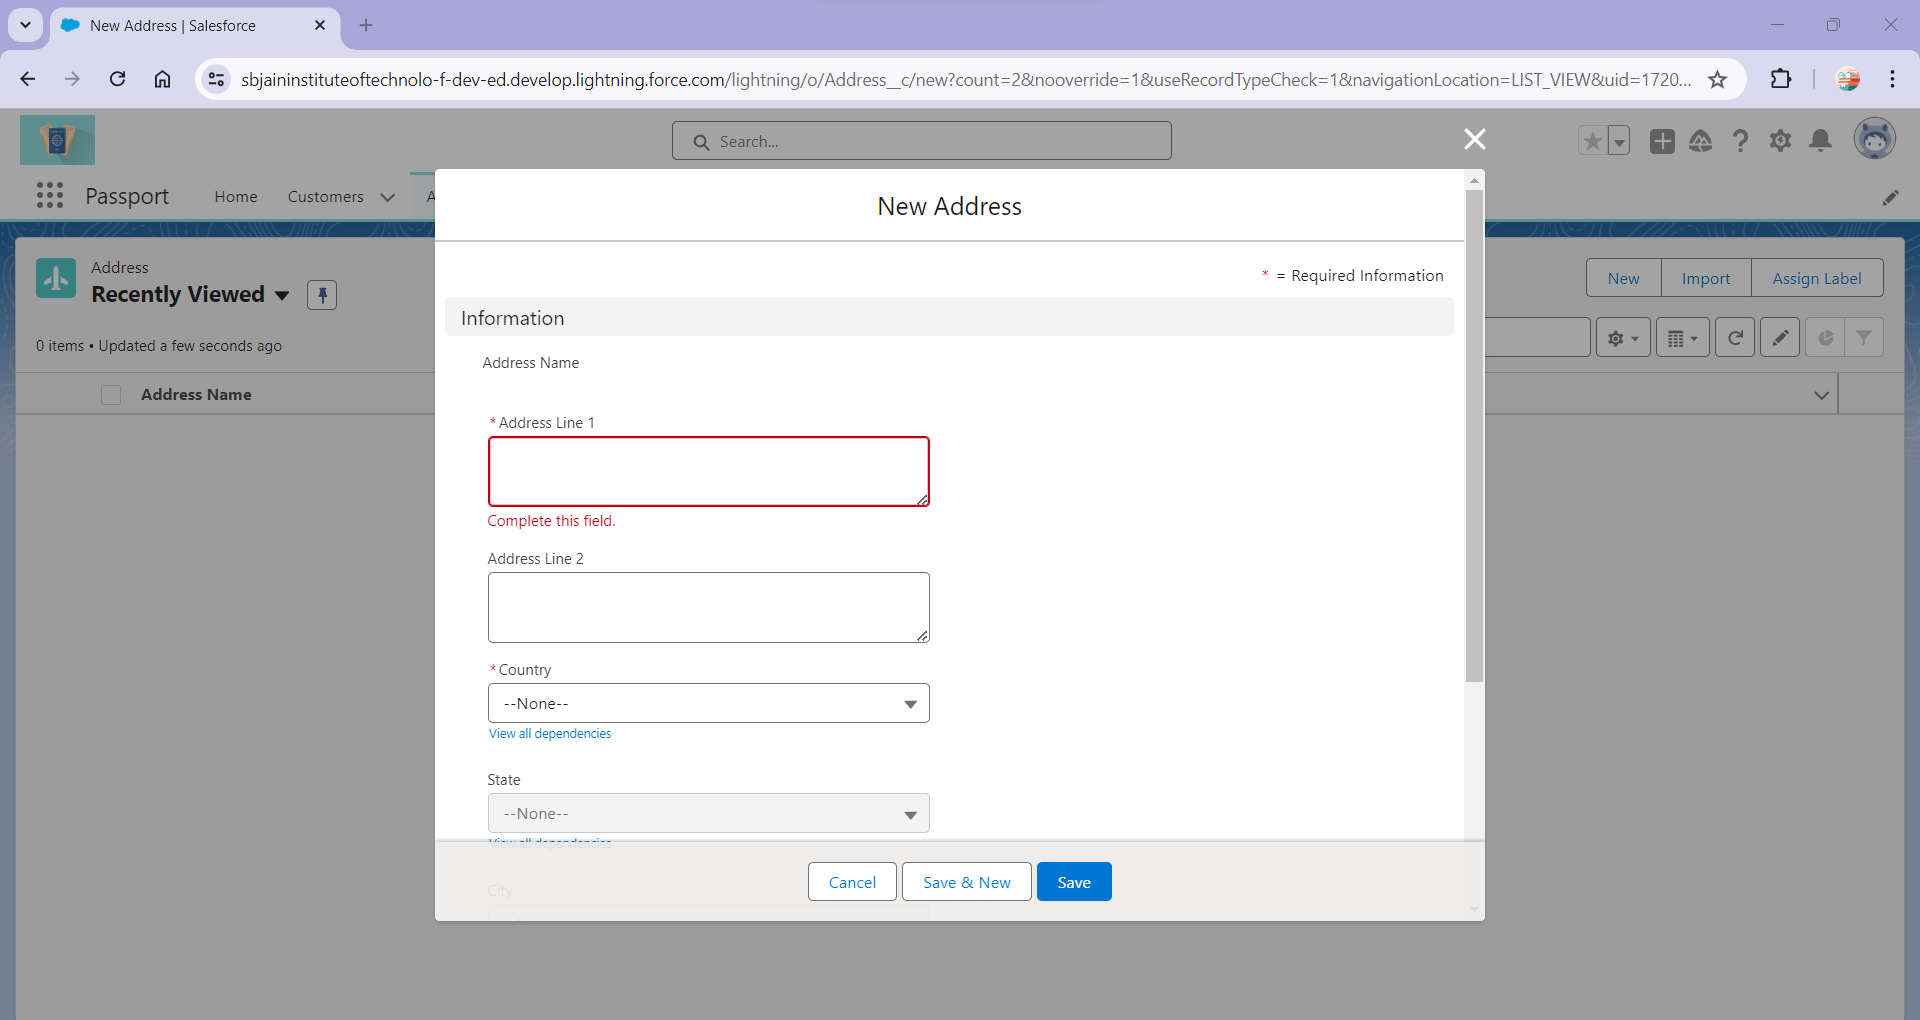 New Address | Salesforce
sbjaininstituteoftechnolo-f-dev-ed.develop.lightning.force.com/lightning/o/Address__c/new?count=2&nooverride=1&useRecordTypeCheck=1&navigationLocation=LIST_VIEW&uid=1720...
Search...
Passport
Home
Customers
A
New Address
* = Required Information
Address
Recently Viewed
New
Import
Assign Label
0 items • Updated a few seconds ago
Address Name
Information
Address Name
*Address Line 1
Complete this field.
Address Line 2
*Country
--None--
View all dependencies
State
--None--
View all dependencies
City
Cancel
Save & New
Save